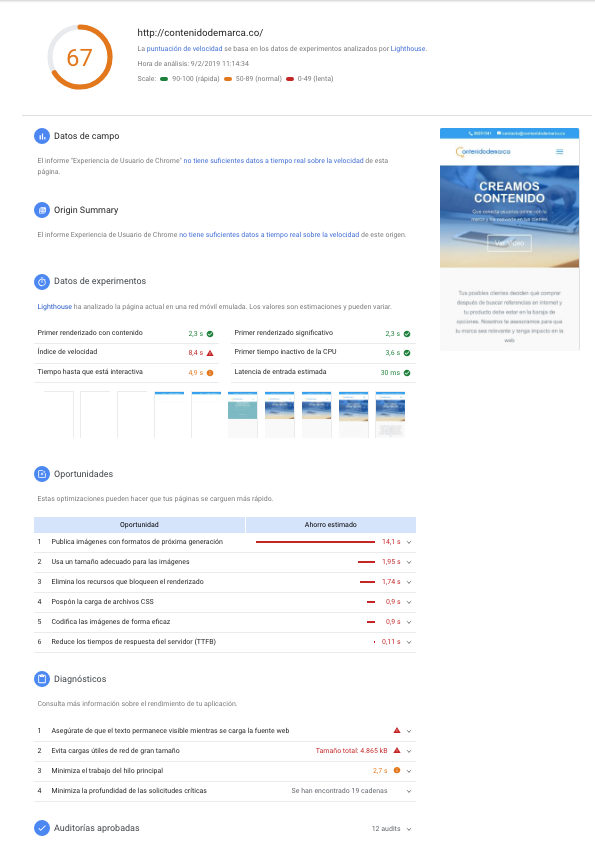 67
http://contenidodemarca.co/
La puntuación de velocidad se basa en los datos de experimentos analizados por Lighthouse.
Hora de análisis: 9/2/2019 11:14:34
Scale: 90-100 (rápida) 50-89 (normal) 0-49 (lenta)
Datos de campo
El informe "Experiencia de Usuario de Chrome" no tiene suficientes datos a tiempo real sobre la velocidad de esta
página.
Origin Summary
El informe Experiencia de Usuario de Chrome no tiene suficientes datos a tiempo real sobre la velocidad de este origen.
Datos de experimentos
Lighthouse ha analizado la página actual en una red móvil emulada. Los valores son estimaciones y pueden variar.
Primer renderizado con contenido 2,3 s
Primer renderizado significativo 2,3 s
Índice de velocidad 8,4 s
Primer tiempo inactivo de la CPU 3,6 s
Tiempo hasta que está interactiva 4,9 s
Latencia de entrada estimada 30 ms
contenidodemarca
CREAMOS
CONTENIDO
Ver Video
Tus posibles clientes deciden qué comprar
después de buscar referencias en internet y
tu producto debe estar en la baraja de
opciones. Nosotros te asesoramos para que
tu marca sea relevante y tenga impacto en la
web
Oportunidades
Estas optimizaciones pueden hacer que tus páginas se carguen más rápido.
Oportunidad Ahorro estimado
1 Publica imágenes con formatos de próxima generación 14,1 s
2 Usa un tamaño adecuado para las imágenes 1,95 s
3 Elimina los recursos que bloqueen el renderizado 1,74 s
4 Pospón la carga de archivos CSS 0,9 s
5 Codifica las imágenes de forma eficaz 0,9 s
6 Reduce los tiempos de respuesta del servidor (TTFB) 0,11 s
Diagnósticos
Consulta más información sobre el rendimiento de tu aplicación.
1 Asegúrate de que el texto permanece visible mientras se carga la fuente web
2 Evita cargas útiles de red de gran tamaño Tamaño total: 4.865 kB
3 Minimiza el trabajo del hilo principal 2,7 s
4 Minimiza la profundidad de las solicitudes críticas Se han encontrado 19 cadenas
Auditorías aprobadas 12 audits